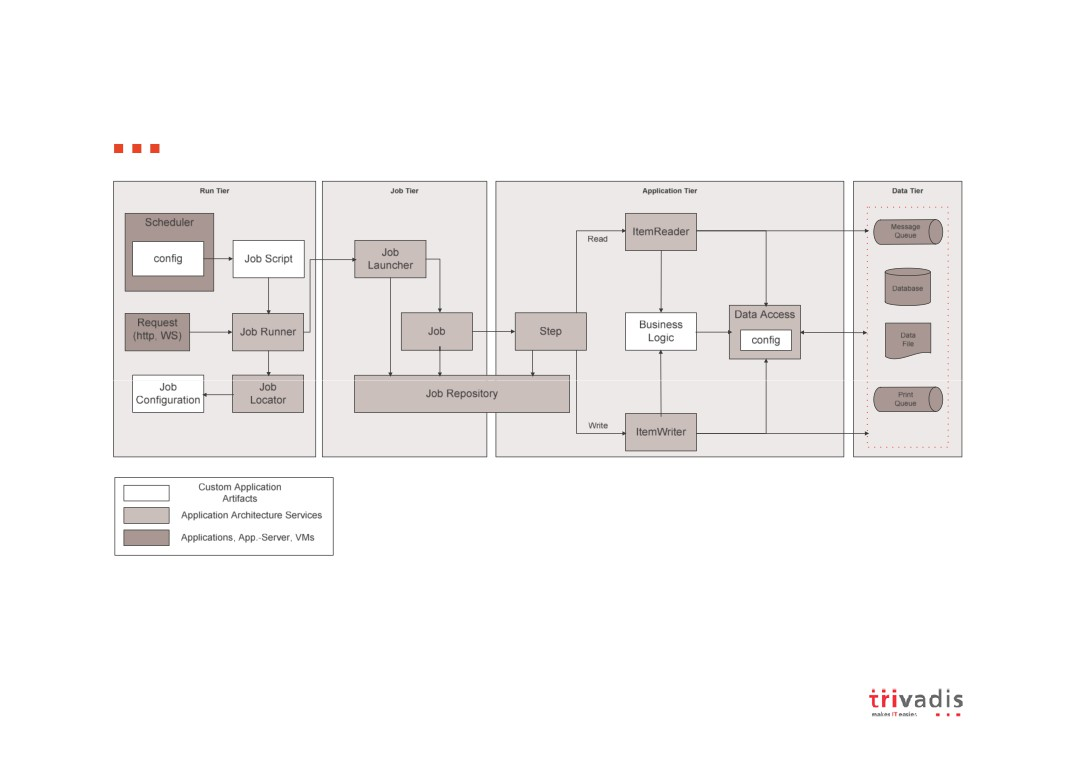 Run Tier
Scheduler
config
Job Script
Request
(http, WS)
Job Runner
Job
Configuration
Job
Locator
Job Tier
Job
Launcher
Job
Job Repository
Application Tier
Step
Read
ItemReader
Business
Logic
Data Access
config
Write
ItemWriter
Data Tier
Message
Queue
Database
Data
File
Print
Queue
Custom Application
Artifacts
Application Architecture Services
Applications, App.-Server, VMs
trivadis
makes IT easier.